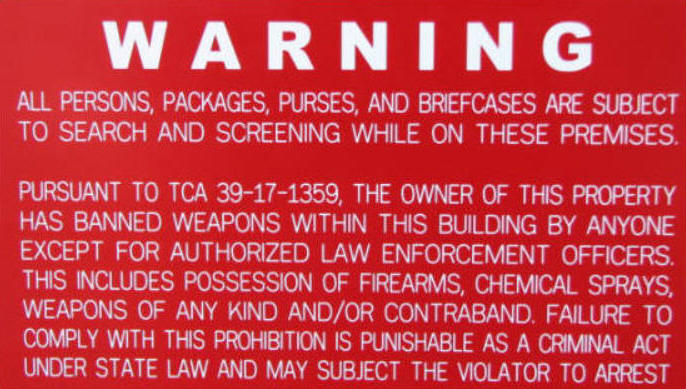 WARNING
ALL PERSONS, PACKAGES, PURSES, AND BRIEFCASES ARE SUBJECT
TO SEARCH AND SCREENING WHILE ON THESE PREMISES.
PURSUANT TO TCA 39-17-1359, THE OWNER OF THIS PROPERTY
HAS BANNED WEAPONS WITHIN THIS BUILDING BY ANYONE
EXCEPT FOR AUTHORIZED LAW ENFORCEMENT OFFICERS.
THIS INCLUDES POSSESSION OF FIREARMS, CHEMICAL SPRAYS,
WEAPONS OF ANY KIND AND/OR CONTRABAND. FAILURE TO
COMPLY WITH THIS PROHIBITION IS PUNISHABLE AS A CRIMINAL ACT
UNDER STATE LAW AND MAY SUBJECT THE VIOLATOR TO ARREST